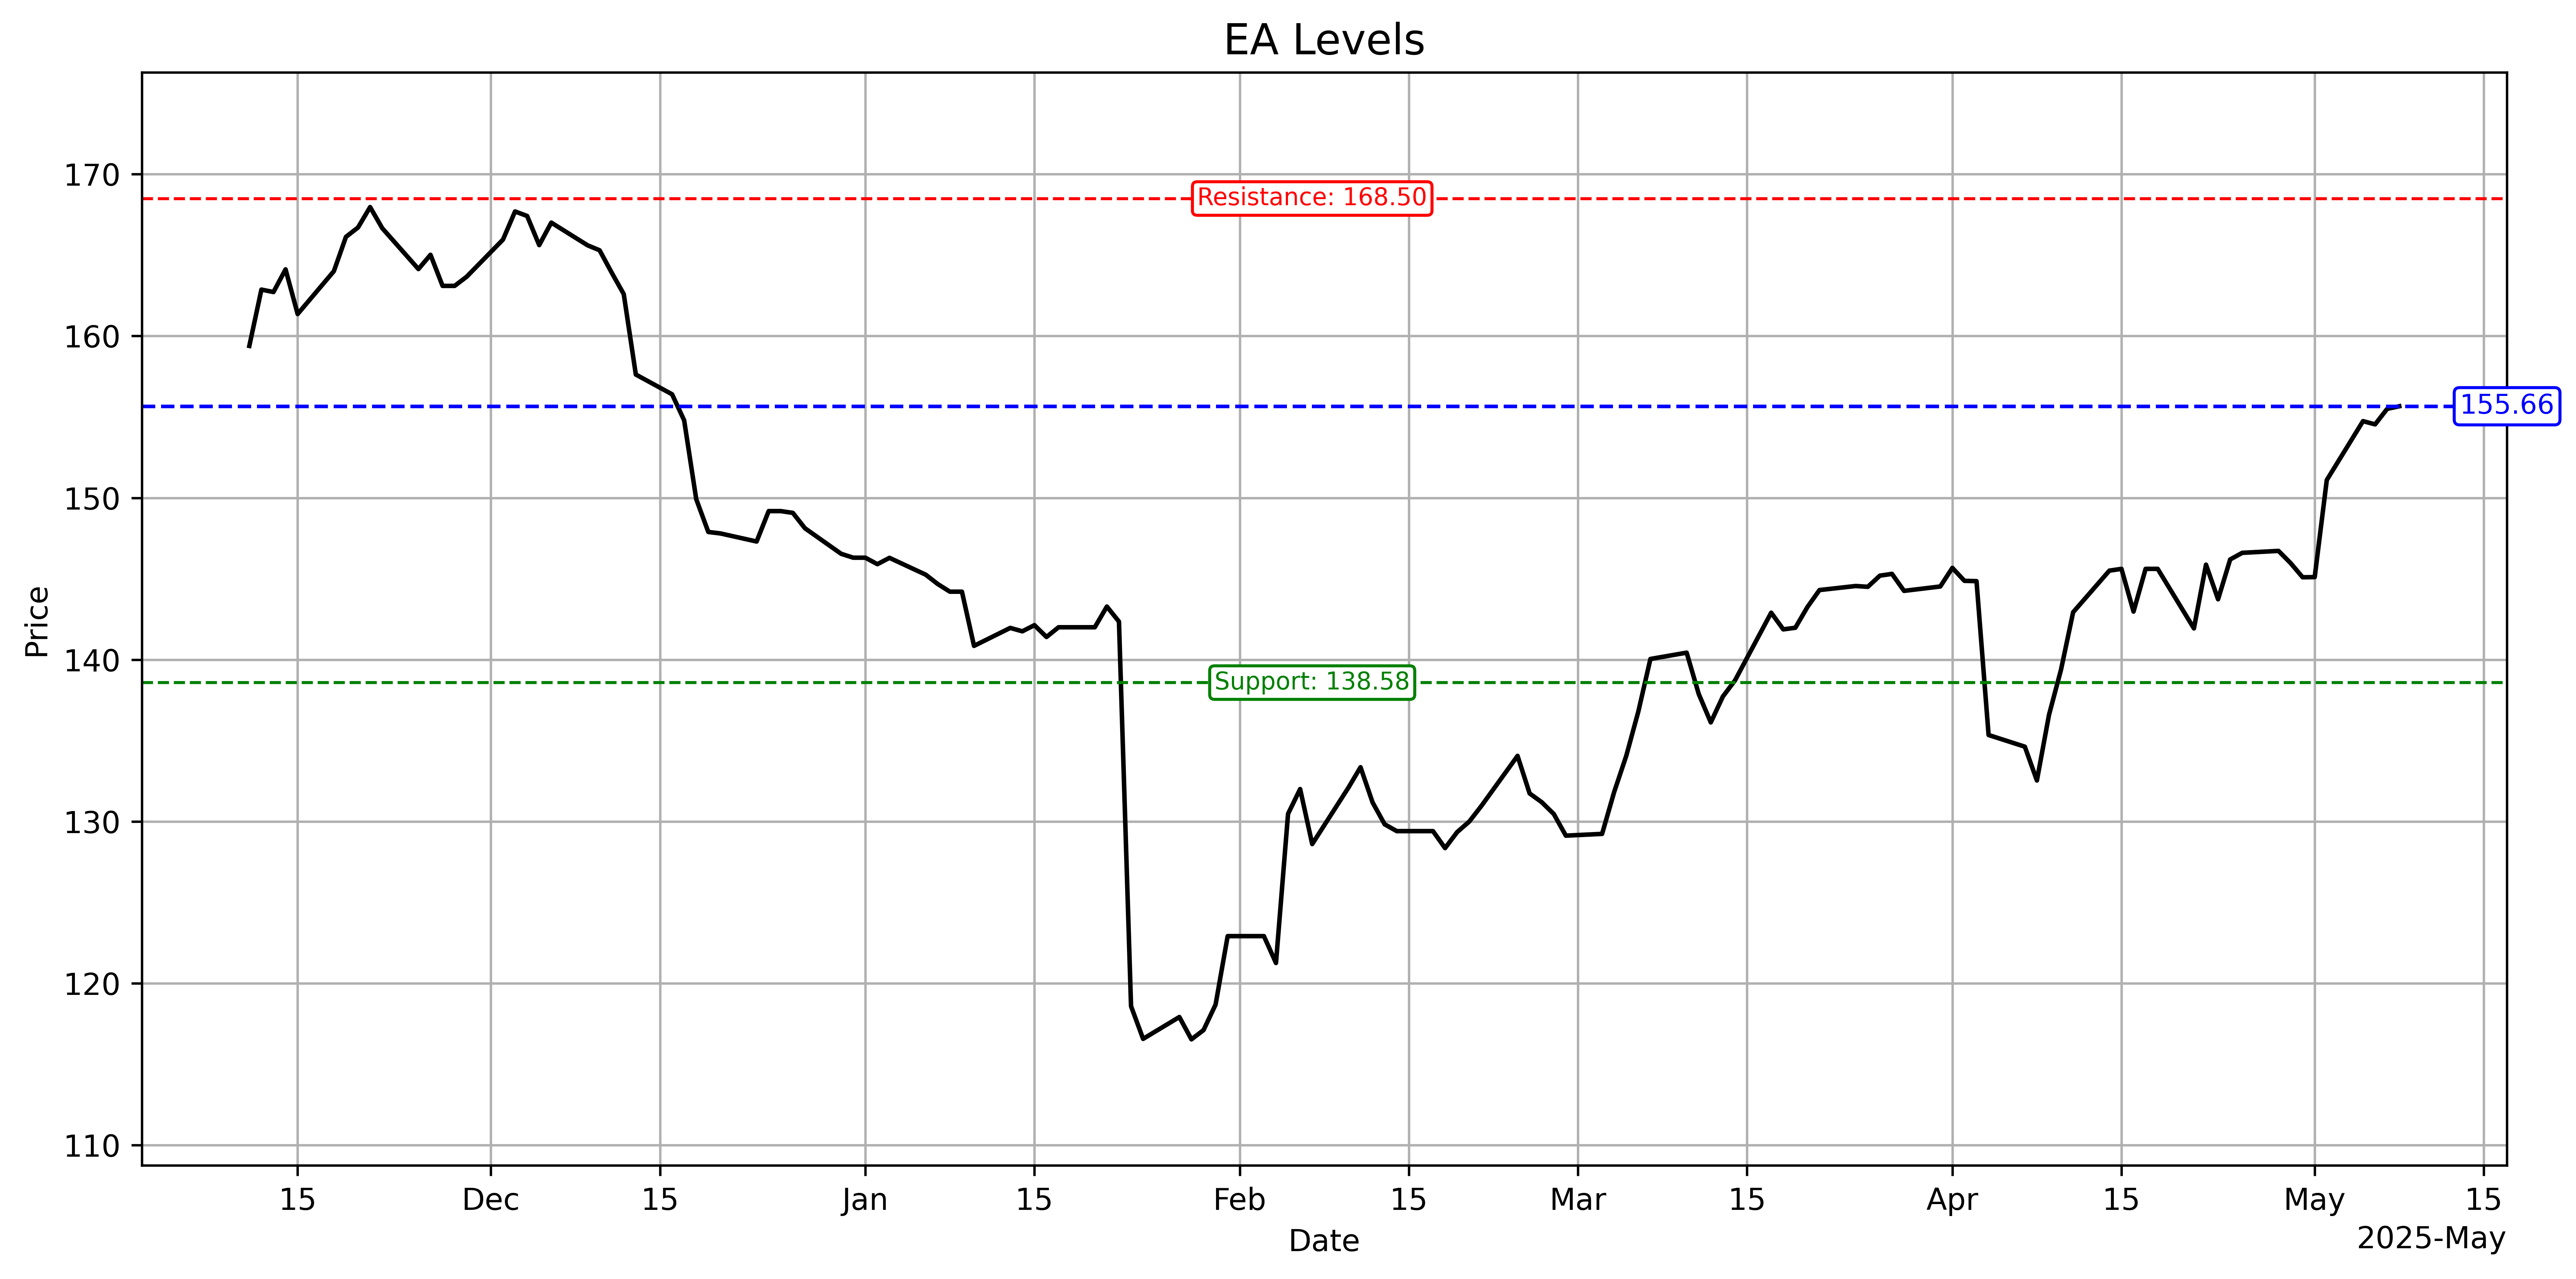 EA Levels
170
Resistance: 168.50
160
155.66
150
Price
140
Support: 138.58
130
120
110
15 Dec 15 Jan 15 Feb 15 Mar 15 Apr 15 May 15
Date
2025-May